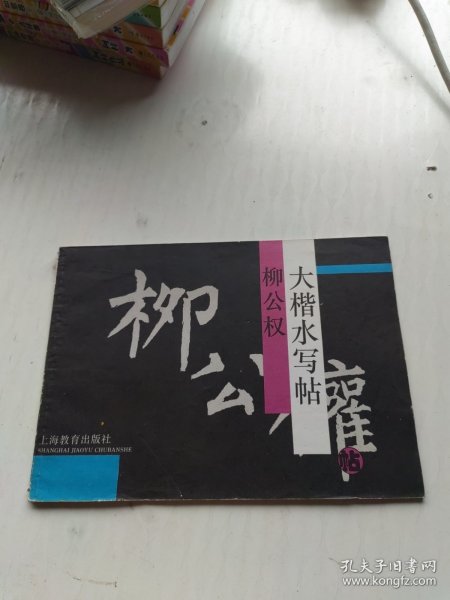 大楷水写帖
柳公权
柳
公
帖
上海教育出版社
SHANGHAI JIAOYU CHUBANSHE
孔夫子旧书网
www.kongfz.com